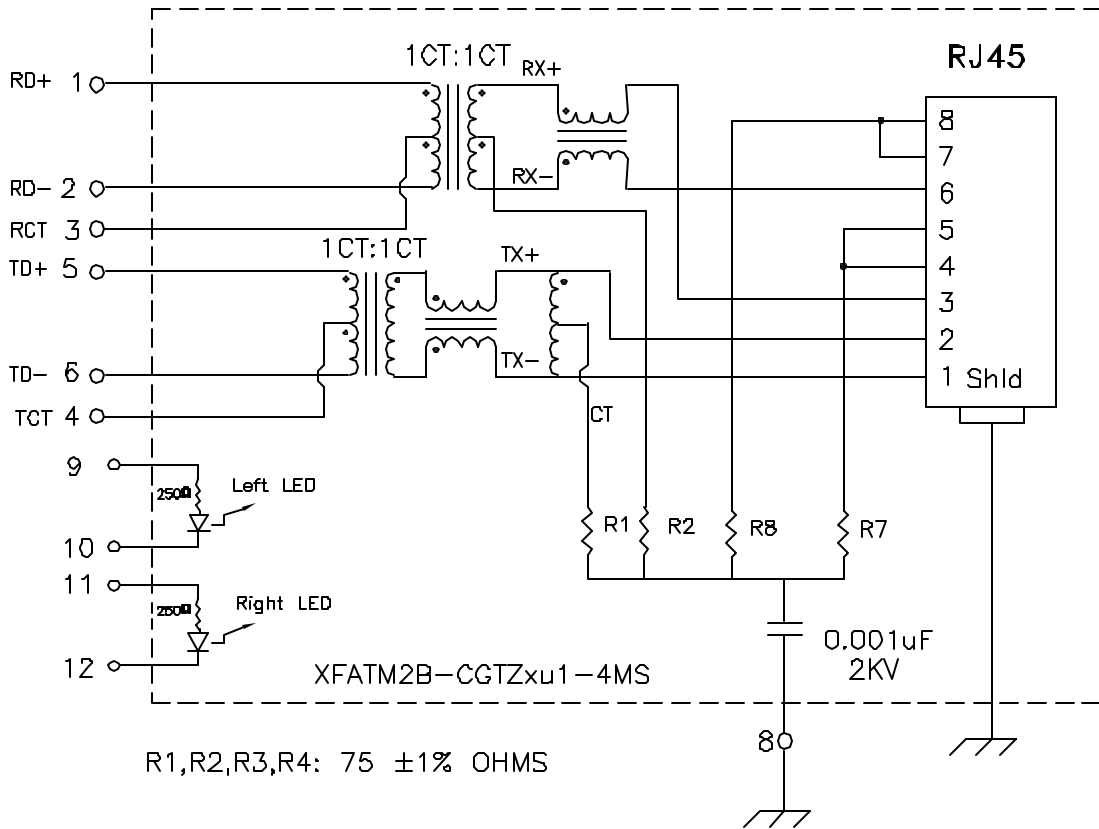 1CT:1CT
RJ45
RD+ 1
RX+
8
7
RD- 2
RX-
6
RCT 3
5
1CT:1CT
TX+
TD+ 5
4
3
2
TX-
TD- 6
1 Shld
TCT 4
CT
9
250Ω
Left LED
10
R1
R2
R8
R7
11
250Ω
Right LED
12
0.001uF
2KV
XFATM2B-CGTZxu1-4MS
8
R1,R2,R3,R4: 75 ±1% OHMS